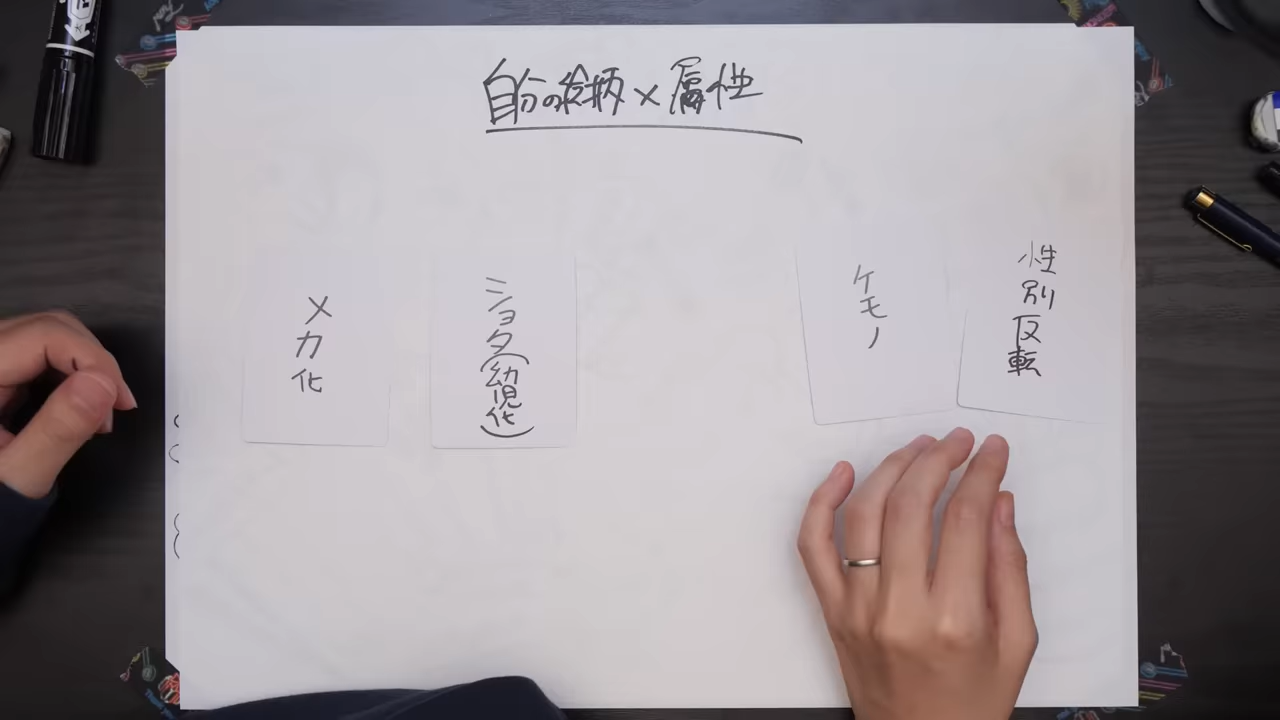 自分の絵柄×属性
メカ化
ショタ(幼児化)
ケモノ
性別反転